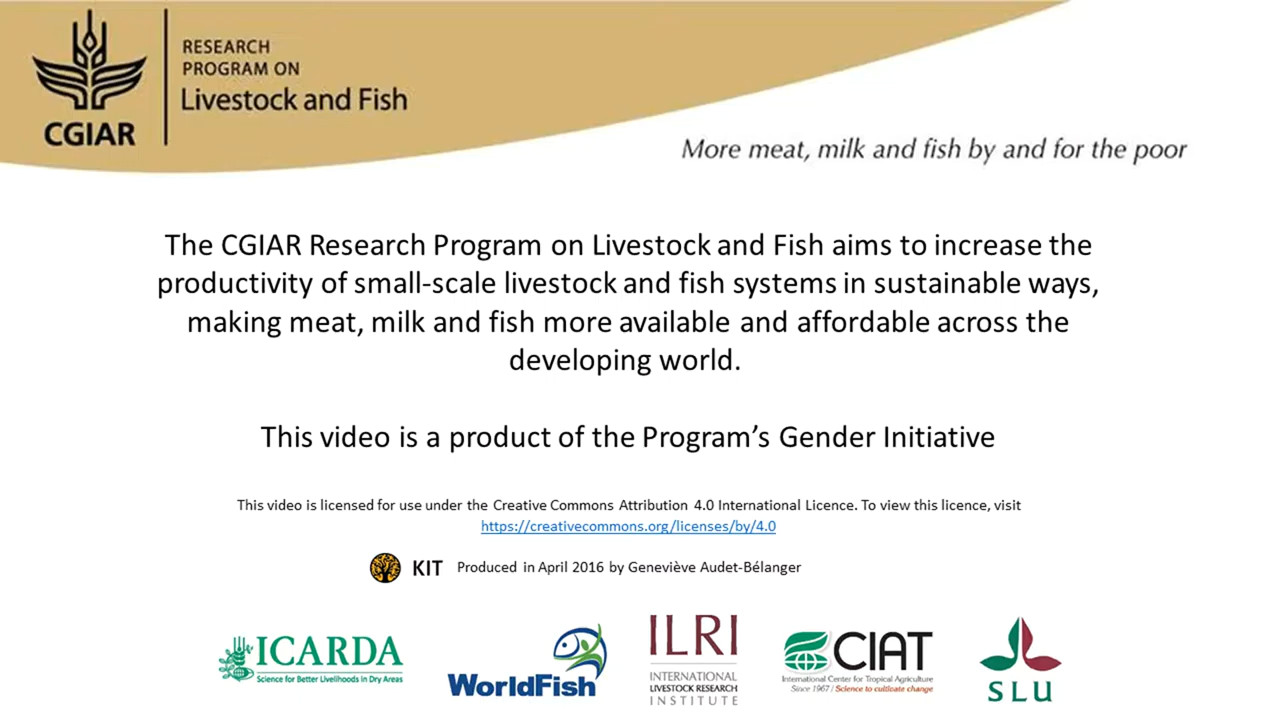 RESEARCH
PROGRAM ON
Livestock and Fish
CGIAR
More meat, milk and fish by and for the poor
The CGIAR Research Program on Livestock and Fish aims to increase the
productivity of small-scale livestock and fish systems in sustainable ways,
making meat, milk and fish more available and affordable across the
developing world.
This video is a product of the Program's Gender Initiative
This video is licensed for use under the Creative Commons Attribution 4.0 International Licence. To view this licence, visit
https://creativecommons.org/licenses/by/4.0
KIT Produced in April 2016 by Geneviève Audet-Bélanger
ICARDA
Science for Better Livelihoods in Dry Areas
WorldFish
ILRI
INTERNATIONAL
LIVESTOCK RESEARCH
INSTITUTE
CIAT
International Center for Tropical Agriculture
Since 1967 / Science to cultivate change
SLU